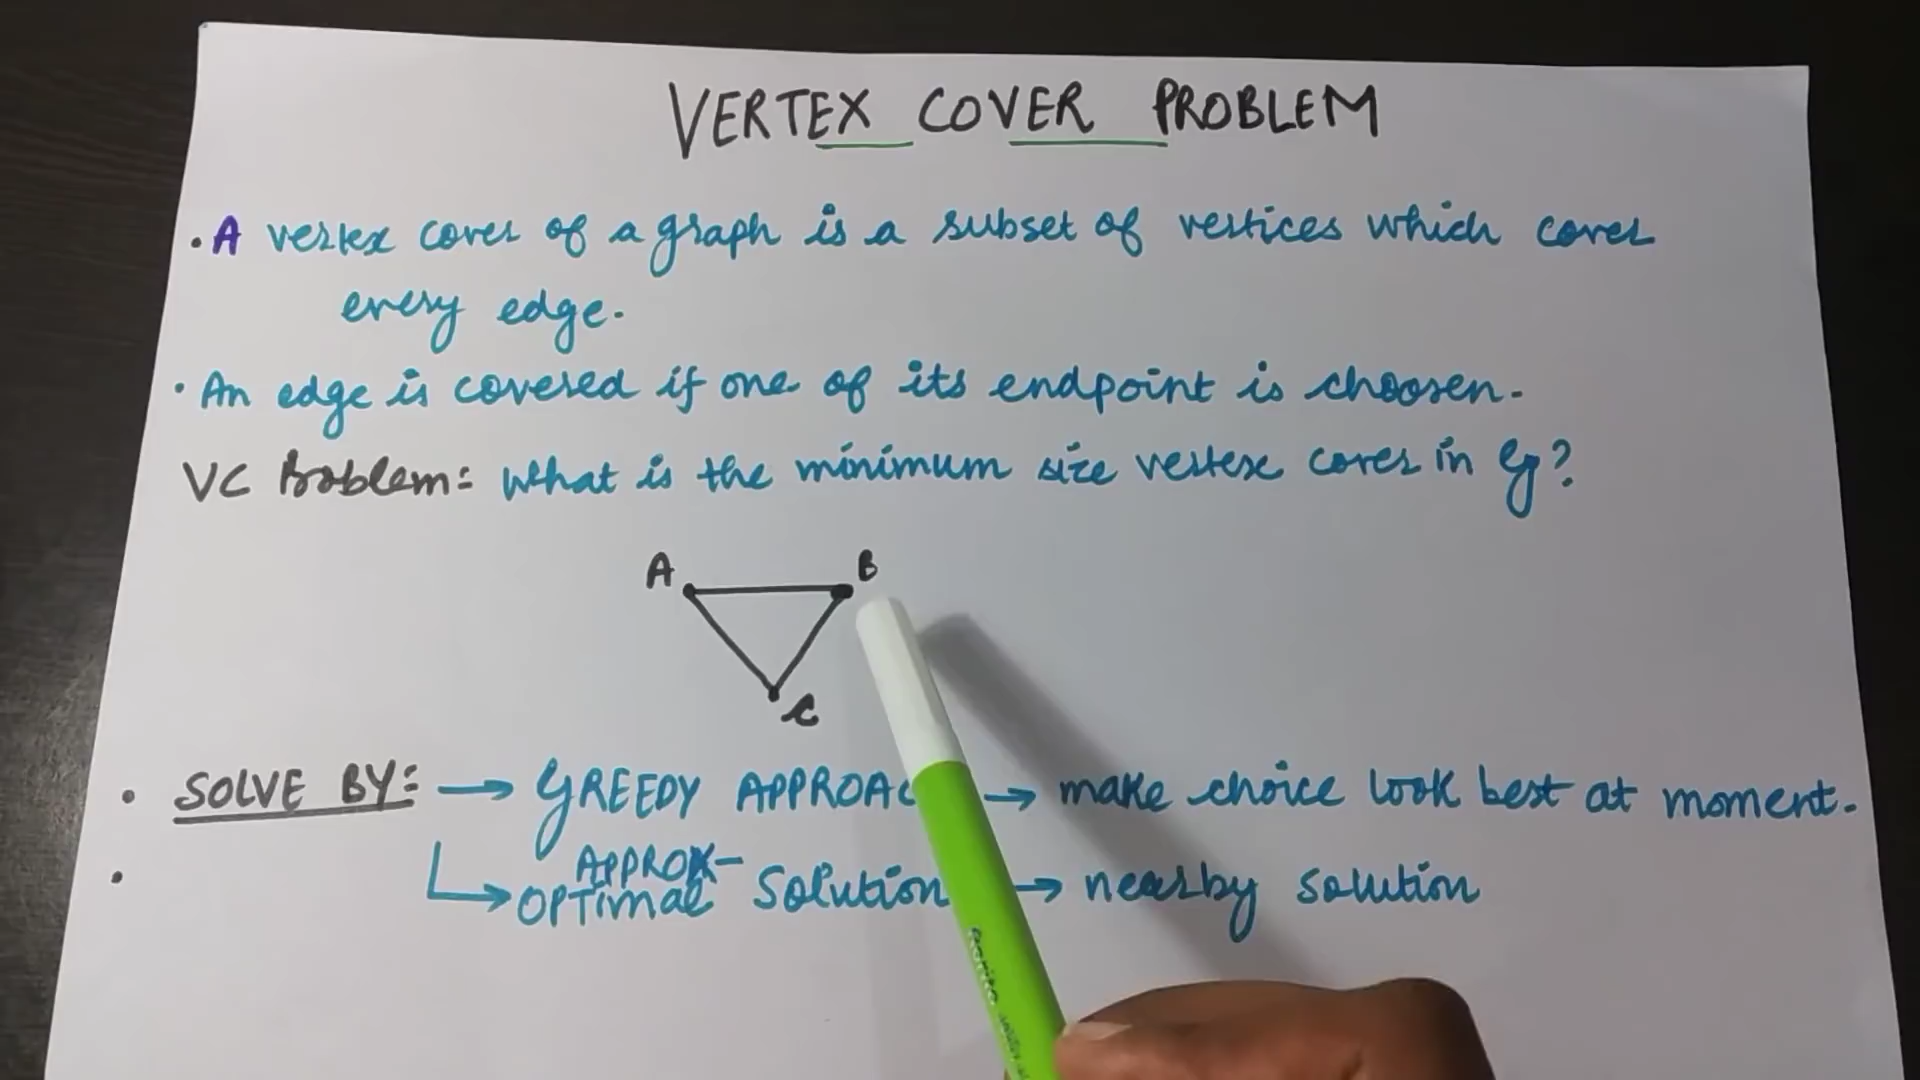 VERTEX COVER PROBLEM
• A vertex cover of a graph is a subset of vertices which cover
every edge.
• An edge is covered if one of its endpoint is choosen.
VC Problem: What is the minimum size vertex cover in G?
A B
C
• SOLVE BY: → GREEDY APPROAC → make choice look best at moment.
APPROX-
• → OPTIMAL Solution → nearby solution